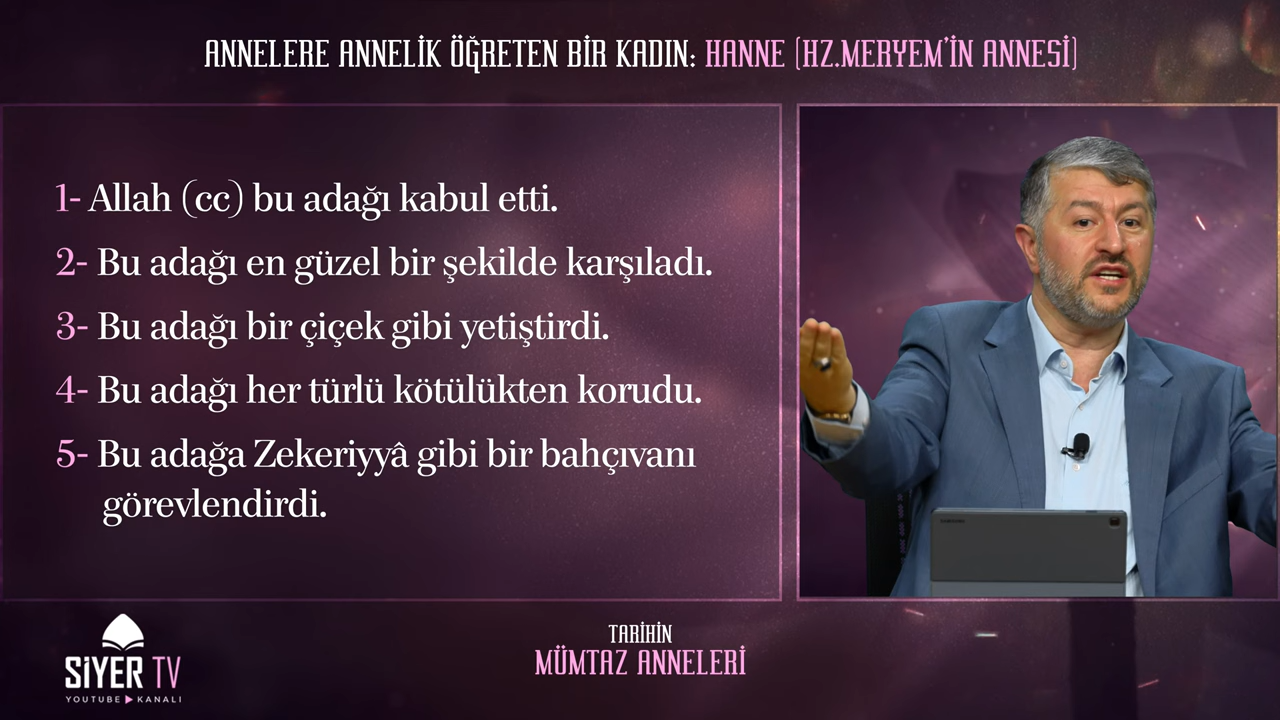 ANNELERE ANNELİK ÖĞRETEN BİR KADIN: HANNE (HZ.MERYEM'İN ANNESİ)
1- Allah (cc) bu adağı kabul etti.
2- Bu adağı en güzel bir şekilde karşıladı.
3- Bu adağı bir çiçek gibi yetiştirdi.
4- Bu adağı her türlü kötülükten korudu.
5- Bu adağa Zekeriyyâ gibi bir bahçıvanı
görevlendirdi.
SAMSUNG
SİYER TV
YOUTUBE KANALI
TARİHİN
MÜMTAZ ANNELERİ